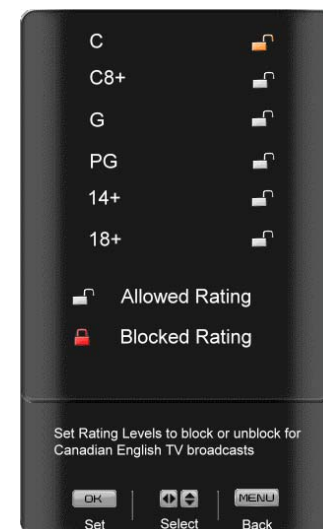 C
C8+
G
PG
14+
18+
Allowed Rating
Blocked Rating
Set Rating Levels to block or unblock for
Canadian English TV broadcasts
OK MENU
Set Select Back